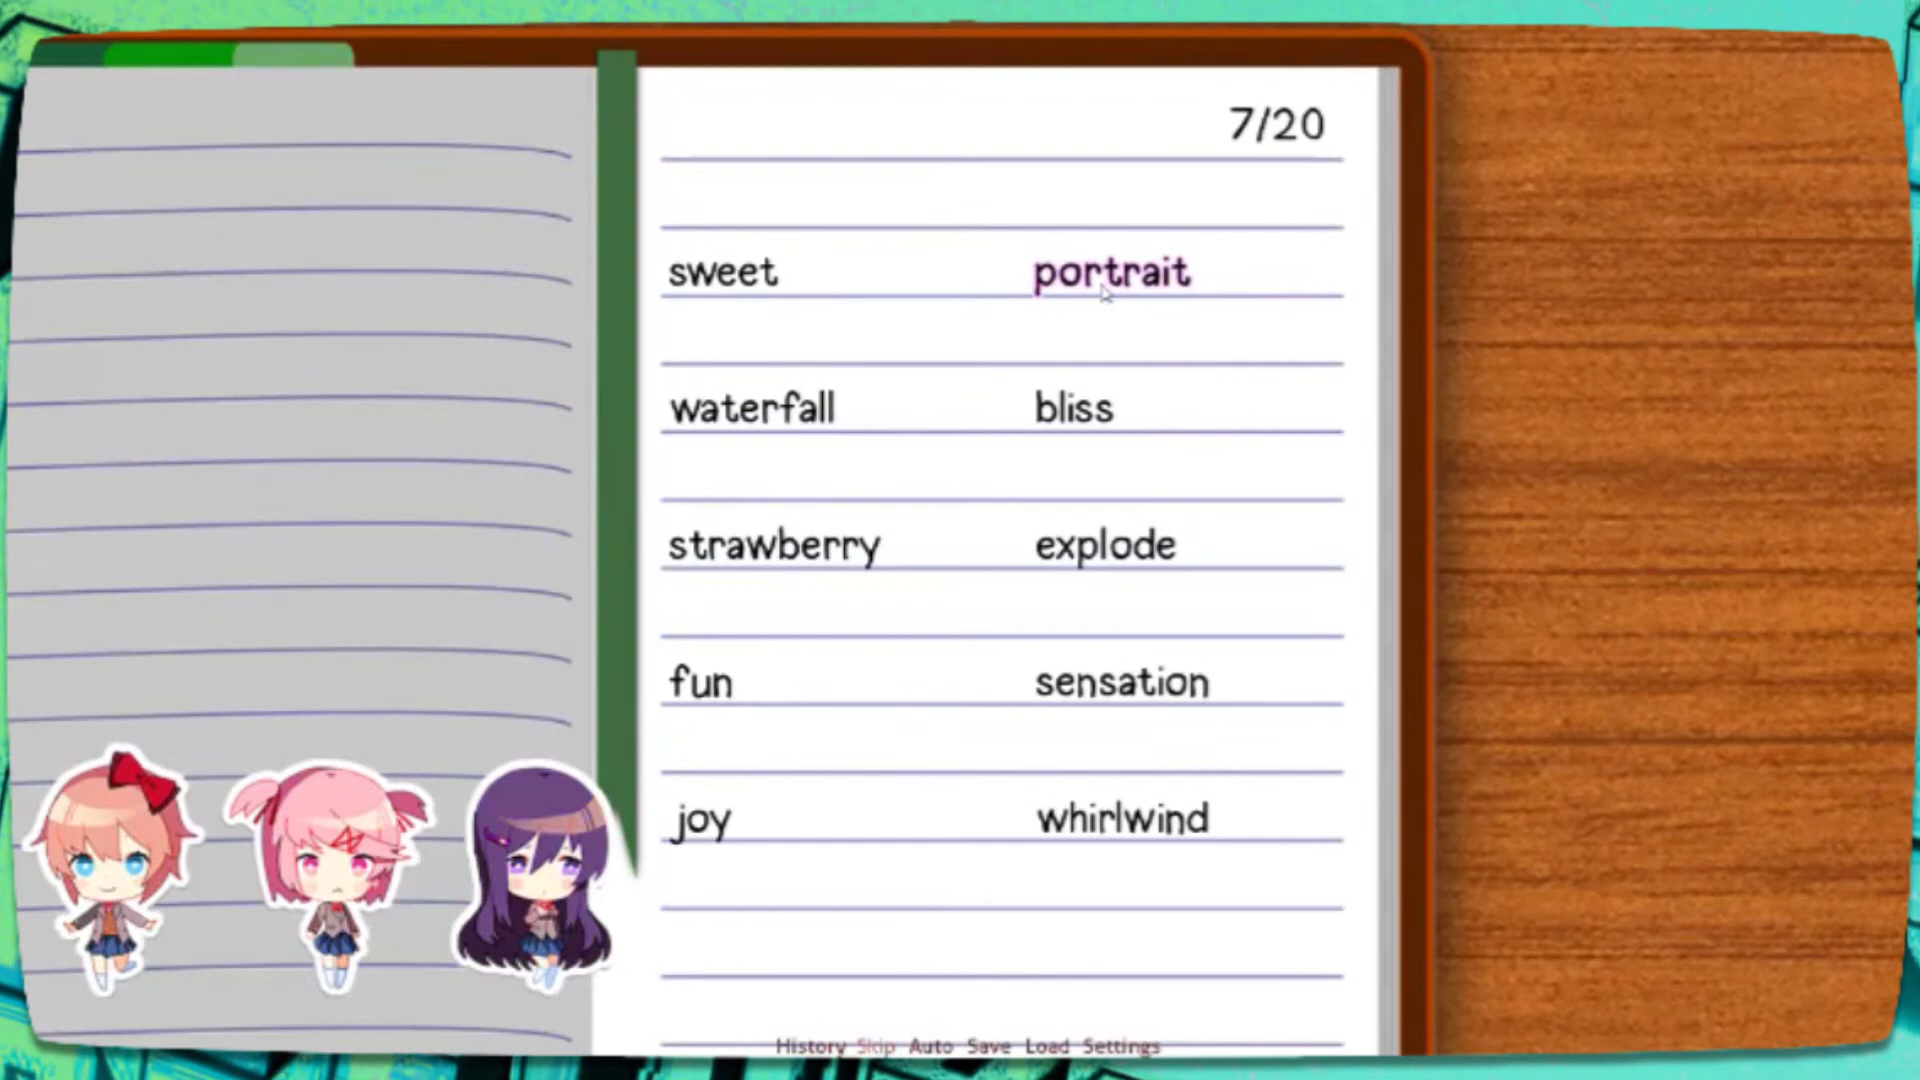 7/20
sweet portrait
waterfall bliss
strawberry explode
fun sensation
joy whirlwind
History Skip Auto Save Load Settings